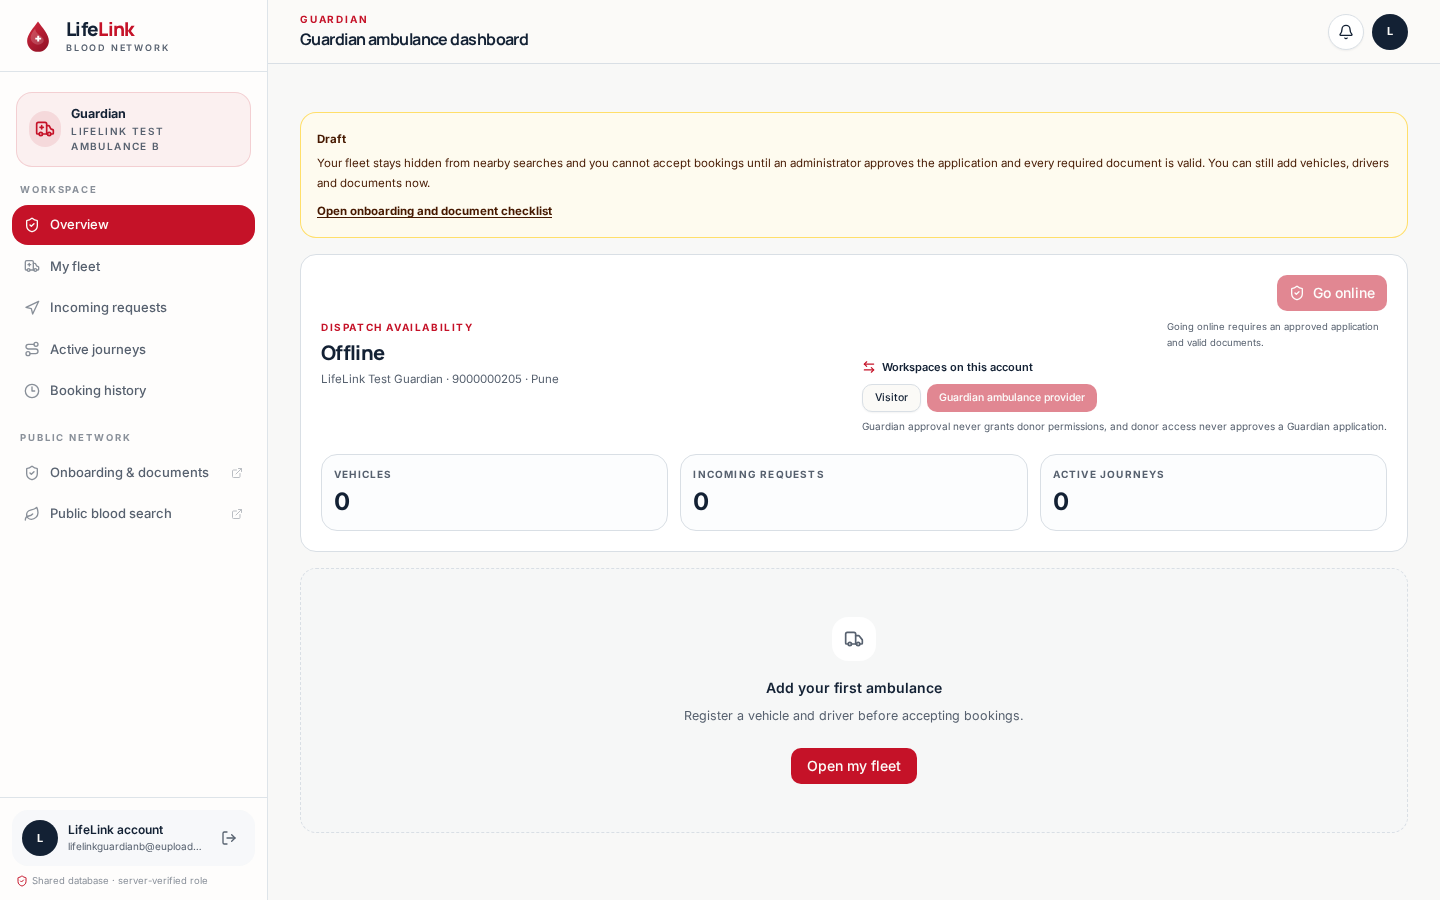 LifeLink
BLOOD NETWORK
Guardian
LIFELINK TEST
AMBULANCE B
WORKSPACE
Overview
My fleet
Incoming requests
Active journeys
Booking history
PUBLIC NETWORK
Onboarding & documents
Public blood search
L
LifeLink account
lifelinkguardianb@eupload...
Shared database · server-verified role
GUARDIAN
Guardian ambulance dashboard
L
Draft
Your fleet stays hidden from nearby searches and you cannot accept bookings until an administrator approves the application and every required document is valid. You can still add vehicles, drivers
and documents now.
Open onboarding and document checklist
Go online
Going online requires an approved application
and valid documents.
DISPATCH AVAILABILITY
Offline
LifeLink Test Guardian · 9000000205 · Pune
Workspaces on this account
Visitor
Guardian ambulance provider
Guardian approval never grants donor permissions, and donor access never approves a Guardian application.
VEHICLES
0
INCOMING REQUESTS
0
ACTIVE JOURNEYS
0
Add your first ambulance
Register a vehicle and driver before accepting bookings.
Open my fleet